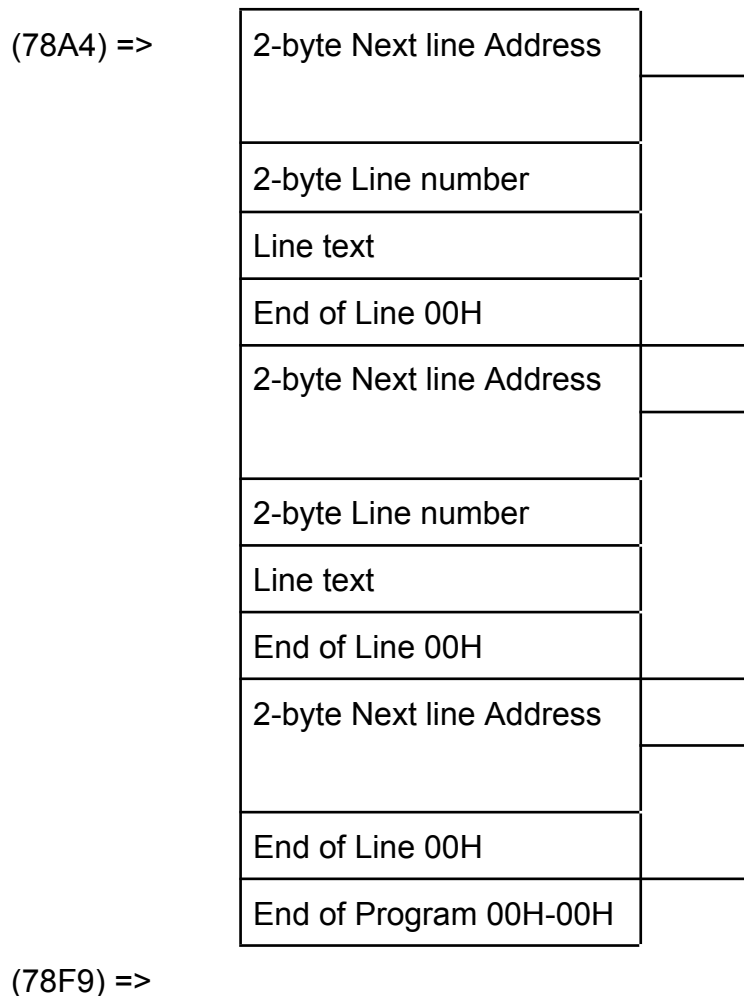 (78A4) => 2-byte Next line Address
2-byte Line number
Line text
End of Line 00H
2-byte Next line Address
2-byte Line number
Line text
End of Line 00H
2-byte Next line Address
End of Line 00H
End of Program 00H-00H
(78F9) =>